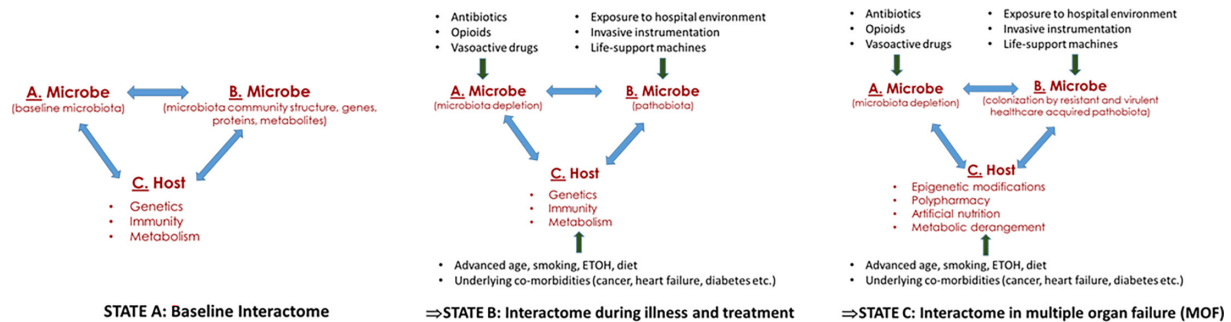 A. Microbe
(baseline microbiota)
B. Microbe
(microbiota community structure, genes,
proteins, metabolites)
C. Host
• Genetics
• Immunity
• Metabolism
STATE A: Baseline Interactome
• Antibiotics
• Opioids
• Vasoactive drugs
• Exposure to hospital environment
• Invasive instrumentation
• Life-support machines
A. Microbe
(microbiota depletion)
B. Microbe
(pathobiota)
C. Host
• Genetics
• Immunity
• Metabolism
• Advanced age, smoking, ETOH, diet
• Underlying co-morbidities (cancer, heart failure, diabetes etc.)
⇒STATE B: Interactome during illness and treatment
• Antibiotics
• Opioids
• Vasoactive drugs
• Exposure to hospital environment
• Invasive instrumentation
• Life-support machines
A. Microbe
(microbiota depletion)
B. Microbe
(colonization by resistant and virulent
healthcare acquired pathobiota)
C. Host
• Epigenetic modifications
• Polypharmacy
• Artificial nutrition
• Metabolic derangement
• Advanced age, smoking, ETOH, diet
• Underlying co-morbidities (cancer, heart failure, diabetes etc.)
⇒STATE C: Interactome in multiple organ failure (MOF)